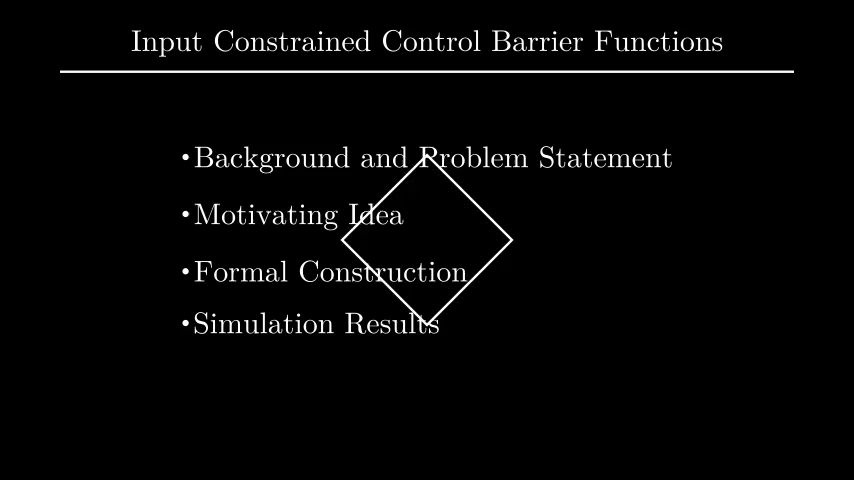 Input Constrained Control Barrier Functions
•Background and Problem Statement
•Motivating Idea
•Formal Construction
•Simulation Results